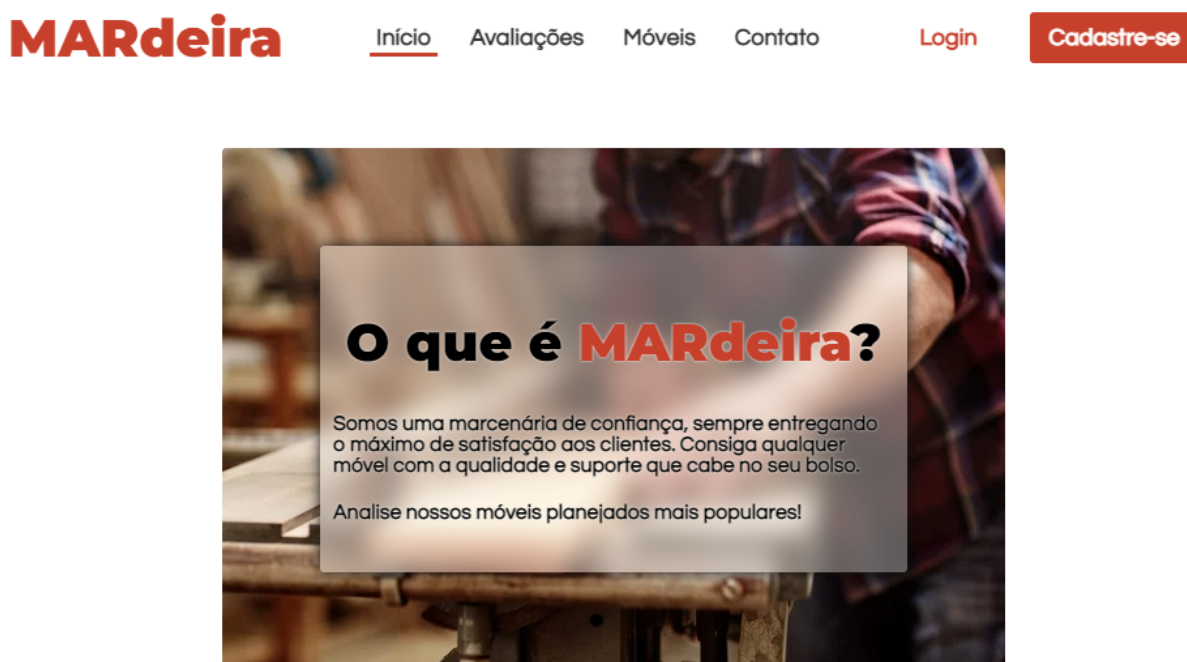 MARdeira
Início Avaliações Móveis Contato Login Cadastre-se
O que é MARdeira?
Somos uma marcenária de confiança, sempre entregando
o máximo de satisfação aos clientes. Consiga qualquer
móvel com a qualidade e suporte que cabe no seu bolso.
Analise nossos móveis planejados mais populares!